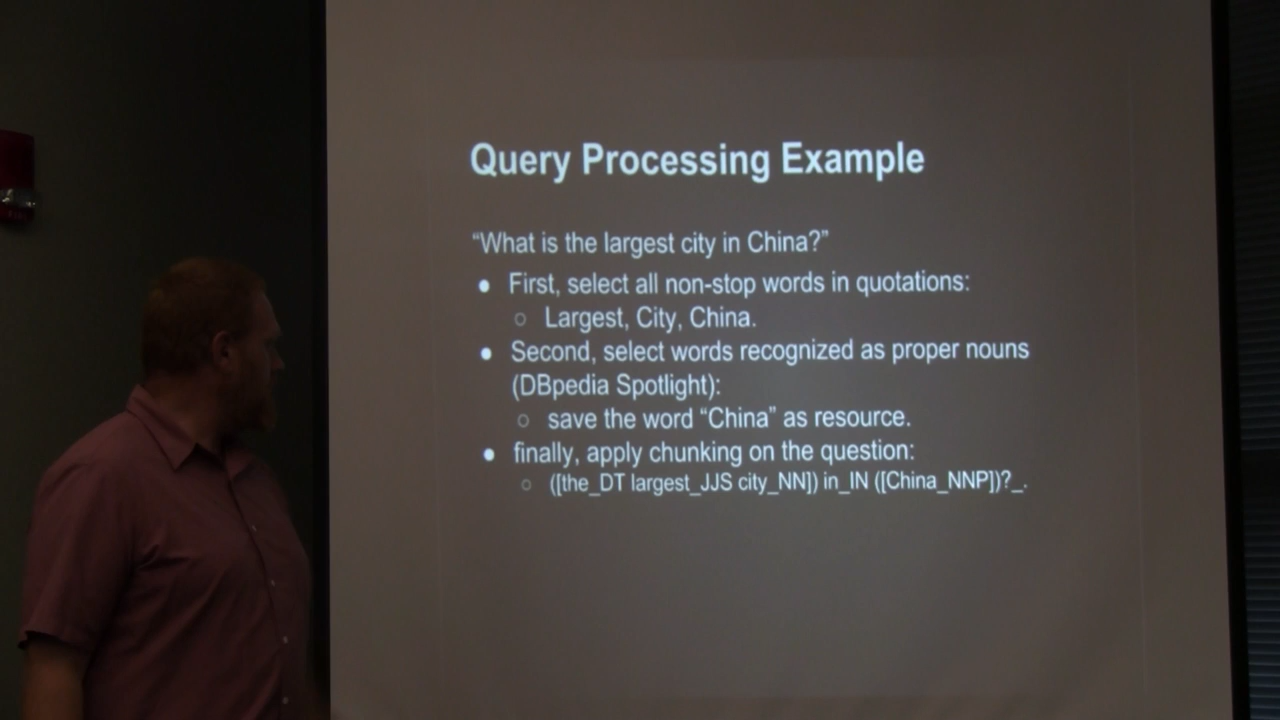 Query Processing Example
“What is the largest city in China?”
● First, select all non-stop words in quotations:
○ Largest, City, China.
● Second, select words recognized as proper nouns
(DBpedia Spotlight):
○ save the word “China” as resource.
● finally, apply chunking on the question:
○ ([the_DT largest_JJS city_NN]) in_IN ([China_NNP])?_.